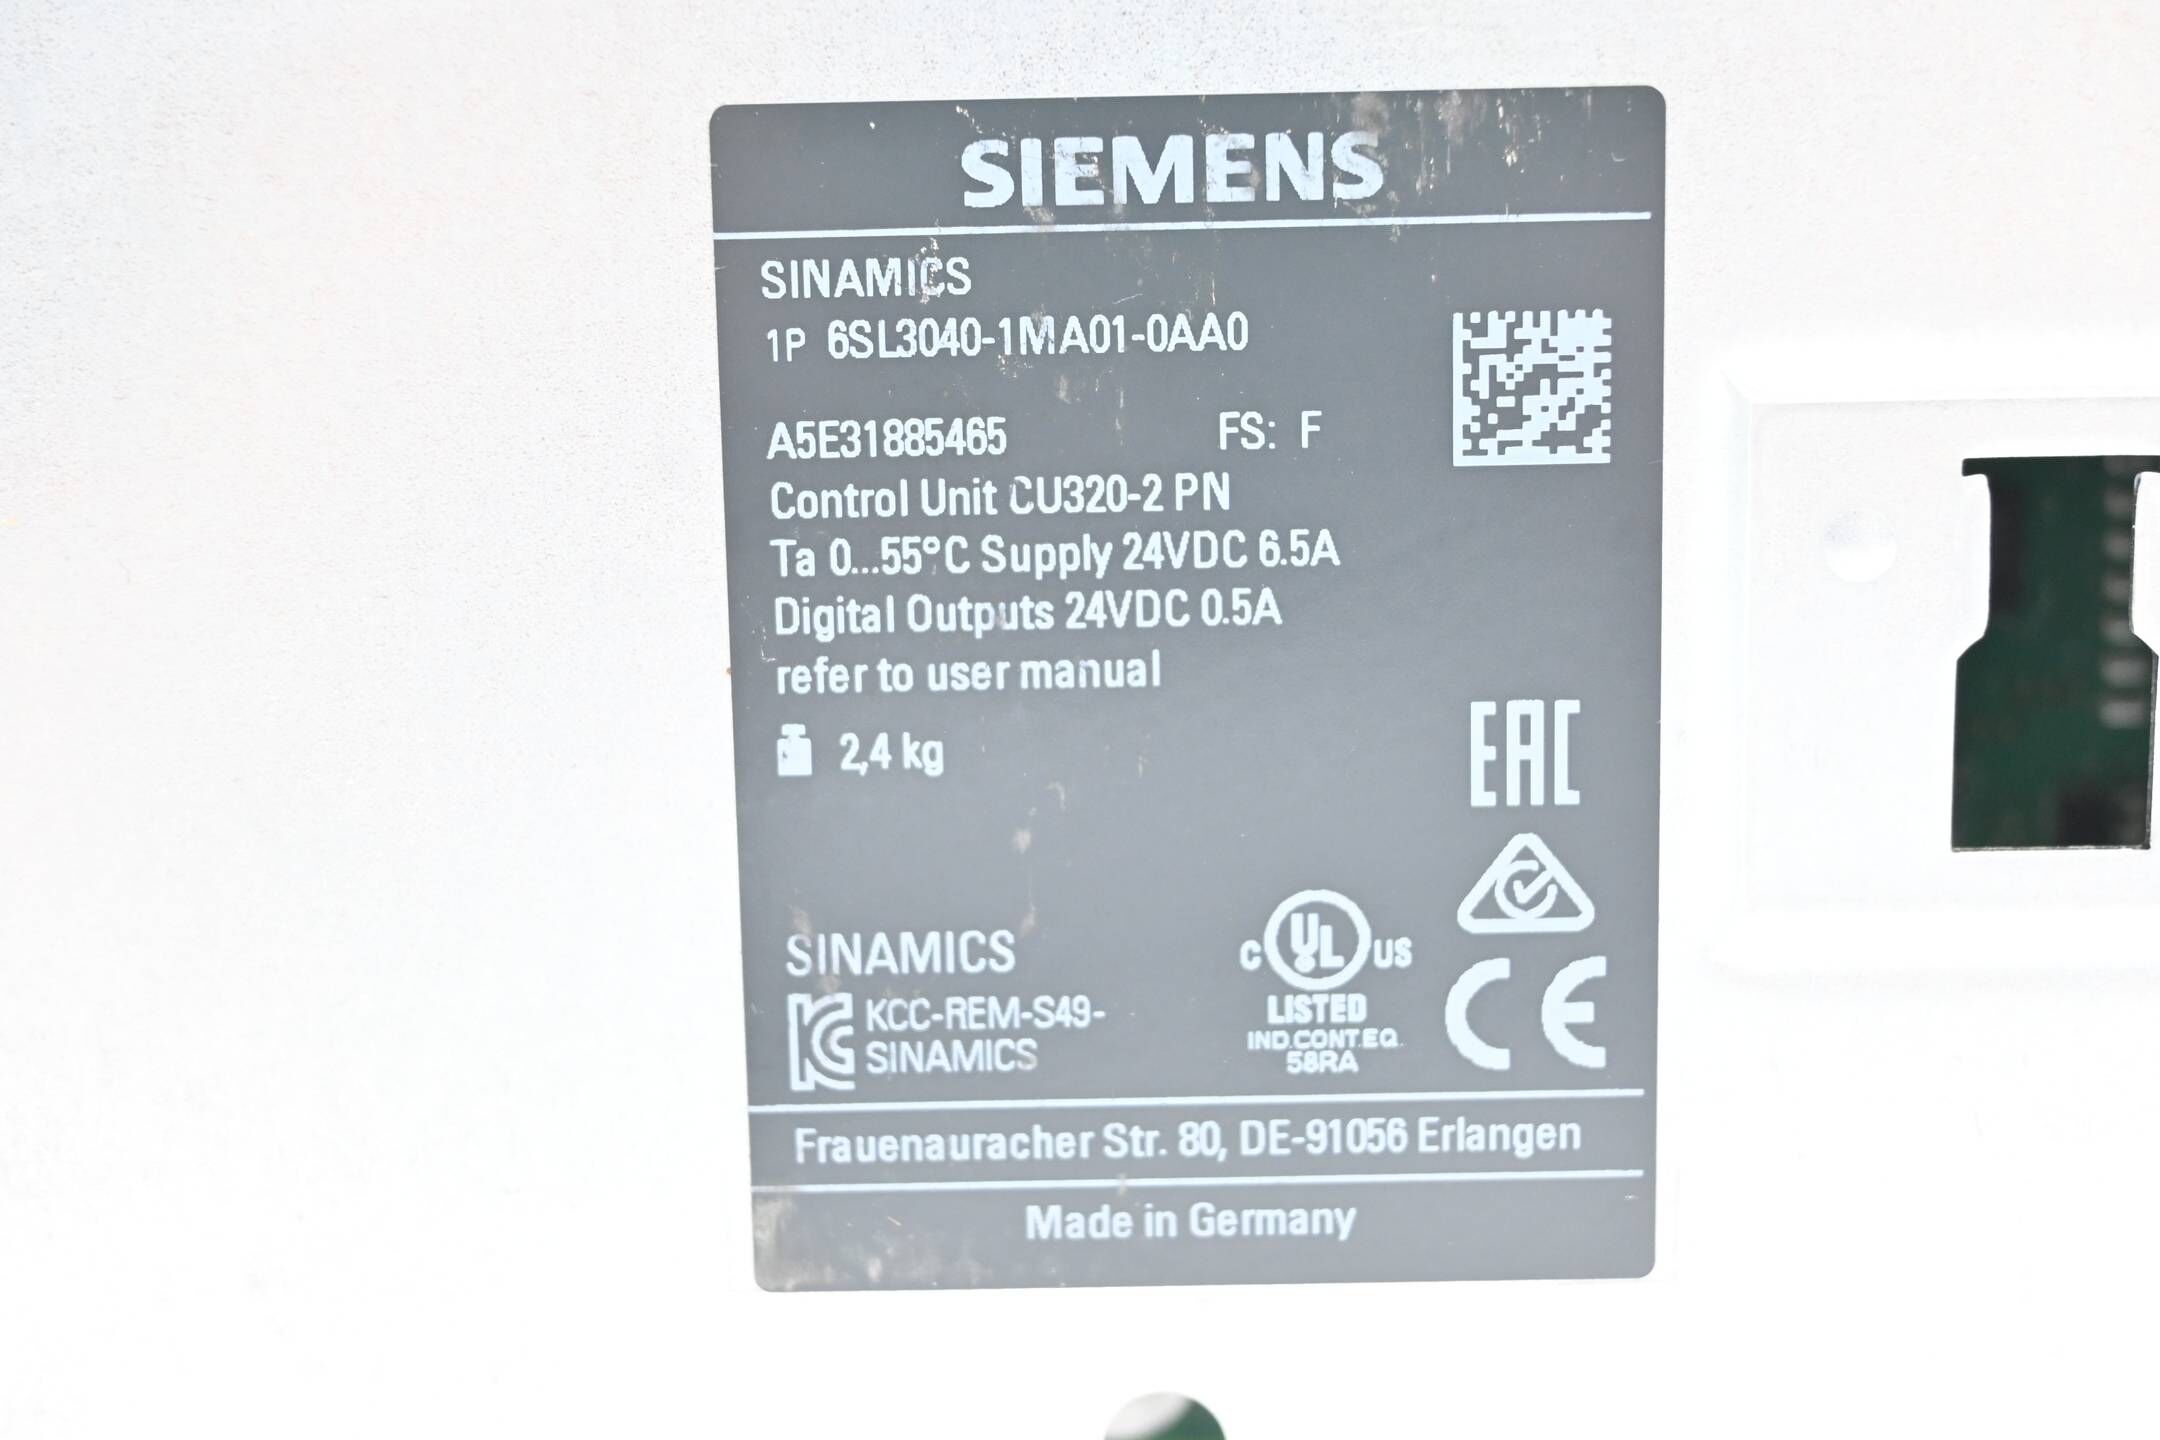 SIEMENS
SINAMICS
1P 6SL3040-1MA01-0AA0
A5E31885465 FS: F
Control Unit CU320-2 PN
Ta 0...55°C Supply 24VDC 6.5A
Digital Outputs 24VDC 0.5A
refer to user manual
2,4 kg
EAC
SINAMICS
KCC-REM-S49-
SINAMICS
C UL US
LISTED
IND.CONT.EQ.
58RA
CE
Frauenauracher Str. 80, DE-91056 Erlangen
Made in Germany